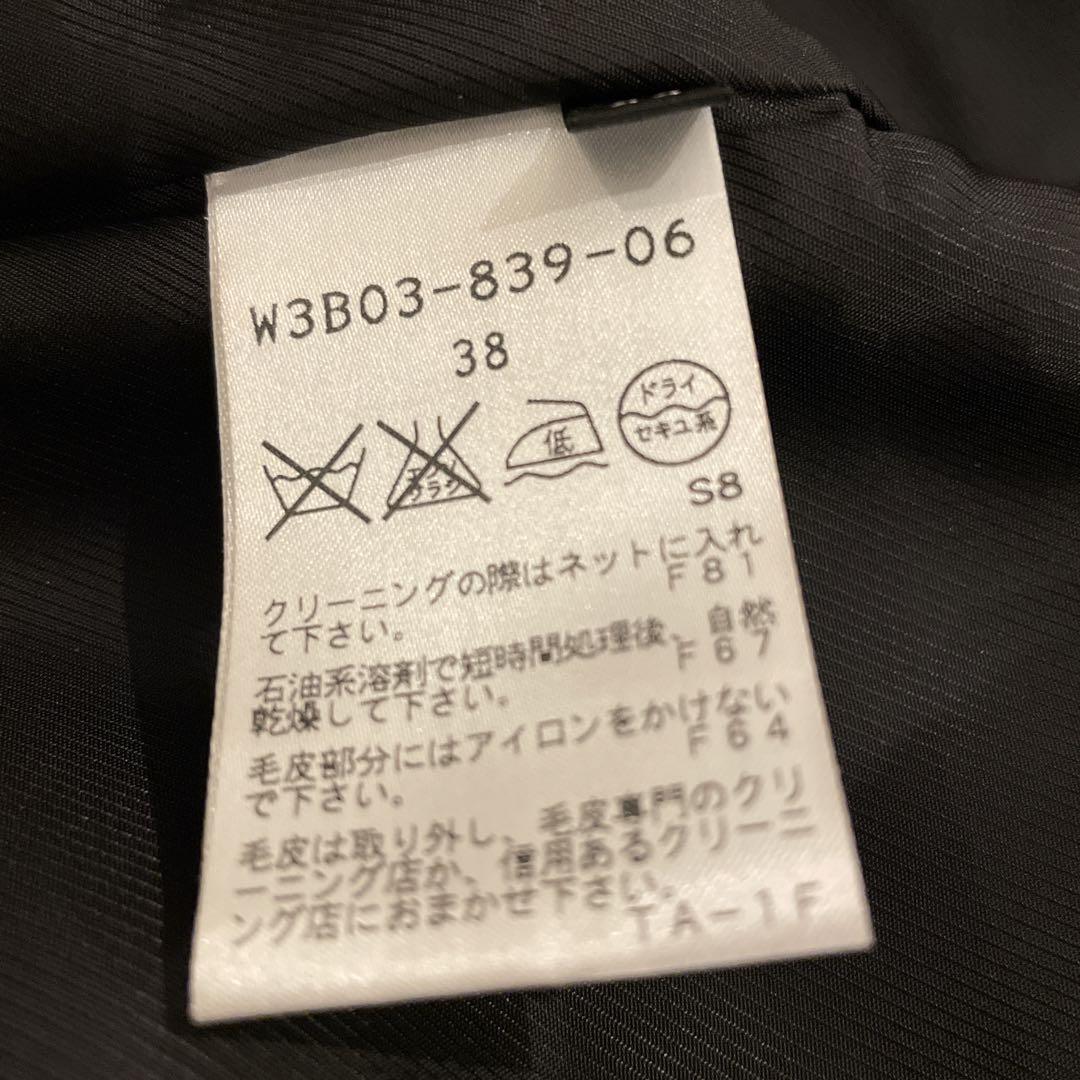 W3B03-839-06
38
エンソ
サラシ
低
ドライ
セキユ系
S8
クリーニングの際はネットに入れ
て下さい。 F81
石油系溶剤で短時間処理後、自然
乾燥して下さい。 F67
毛皮部分にはアイロンをかけない
で下さい。 F64
毛皮は取り外し、毛皮専門のクリ
ーニング店か、信用あるクリーニ
ング店におまかせ下さい。
TA-1F